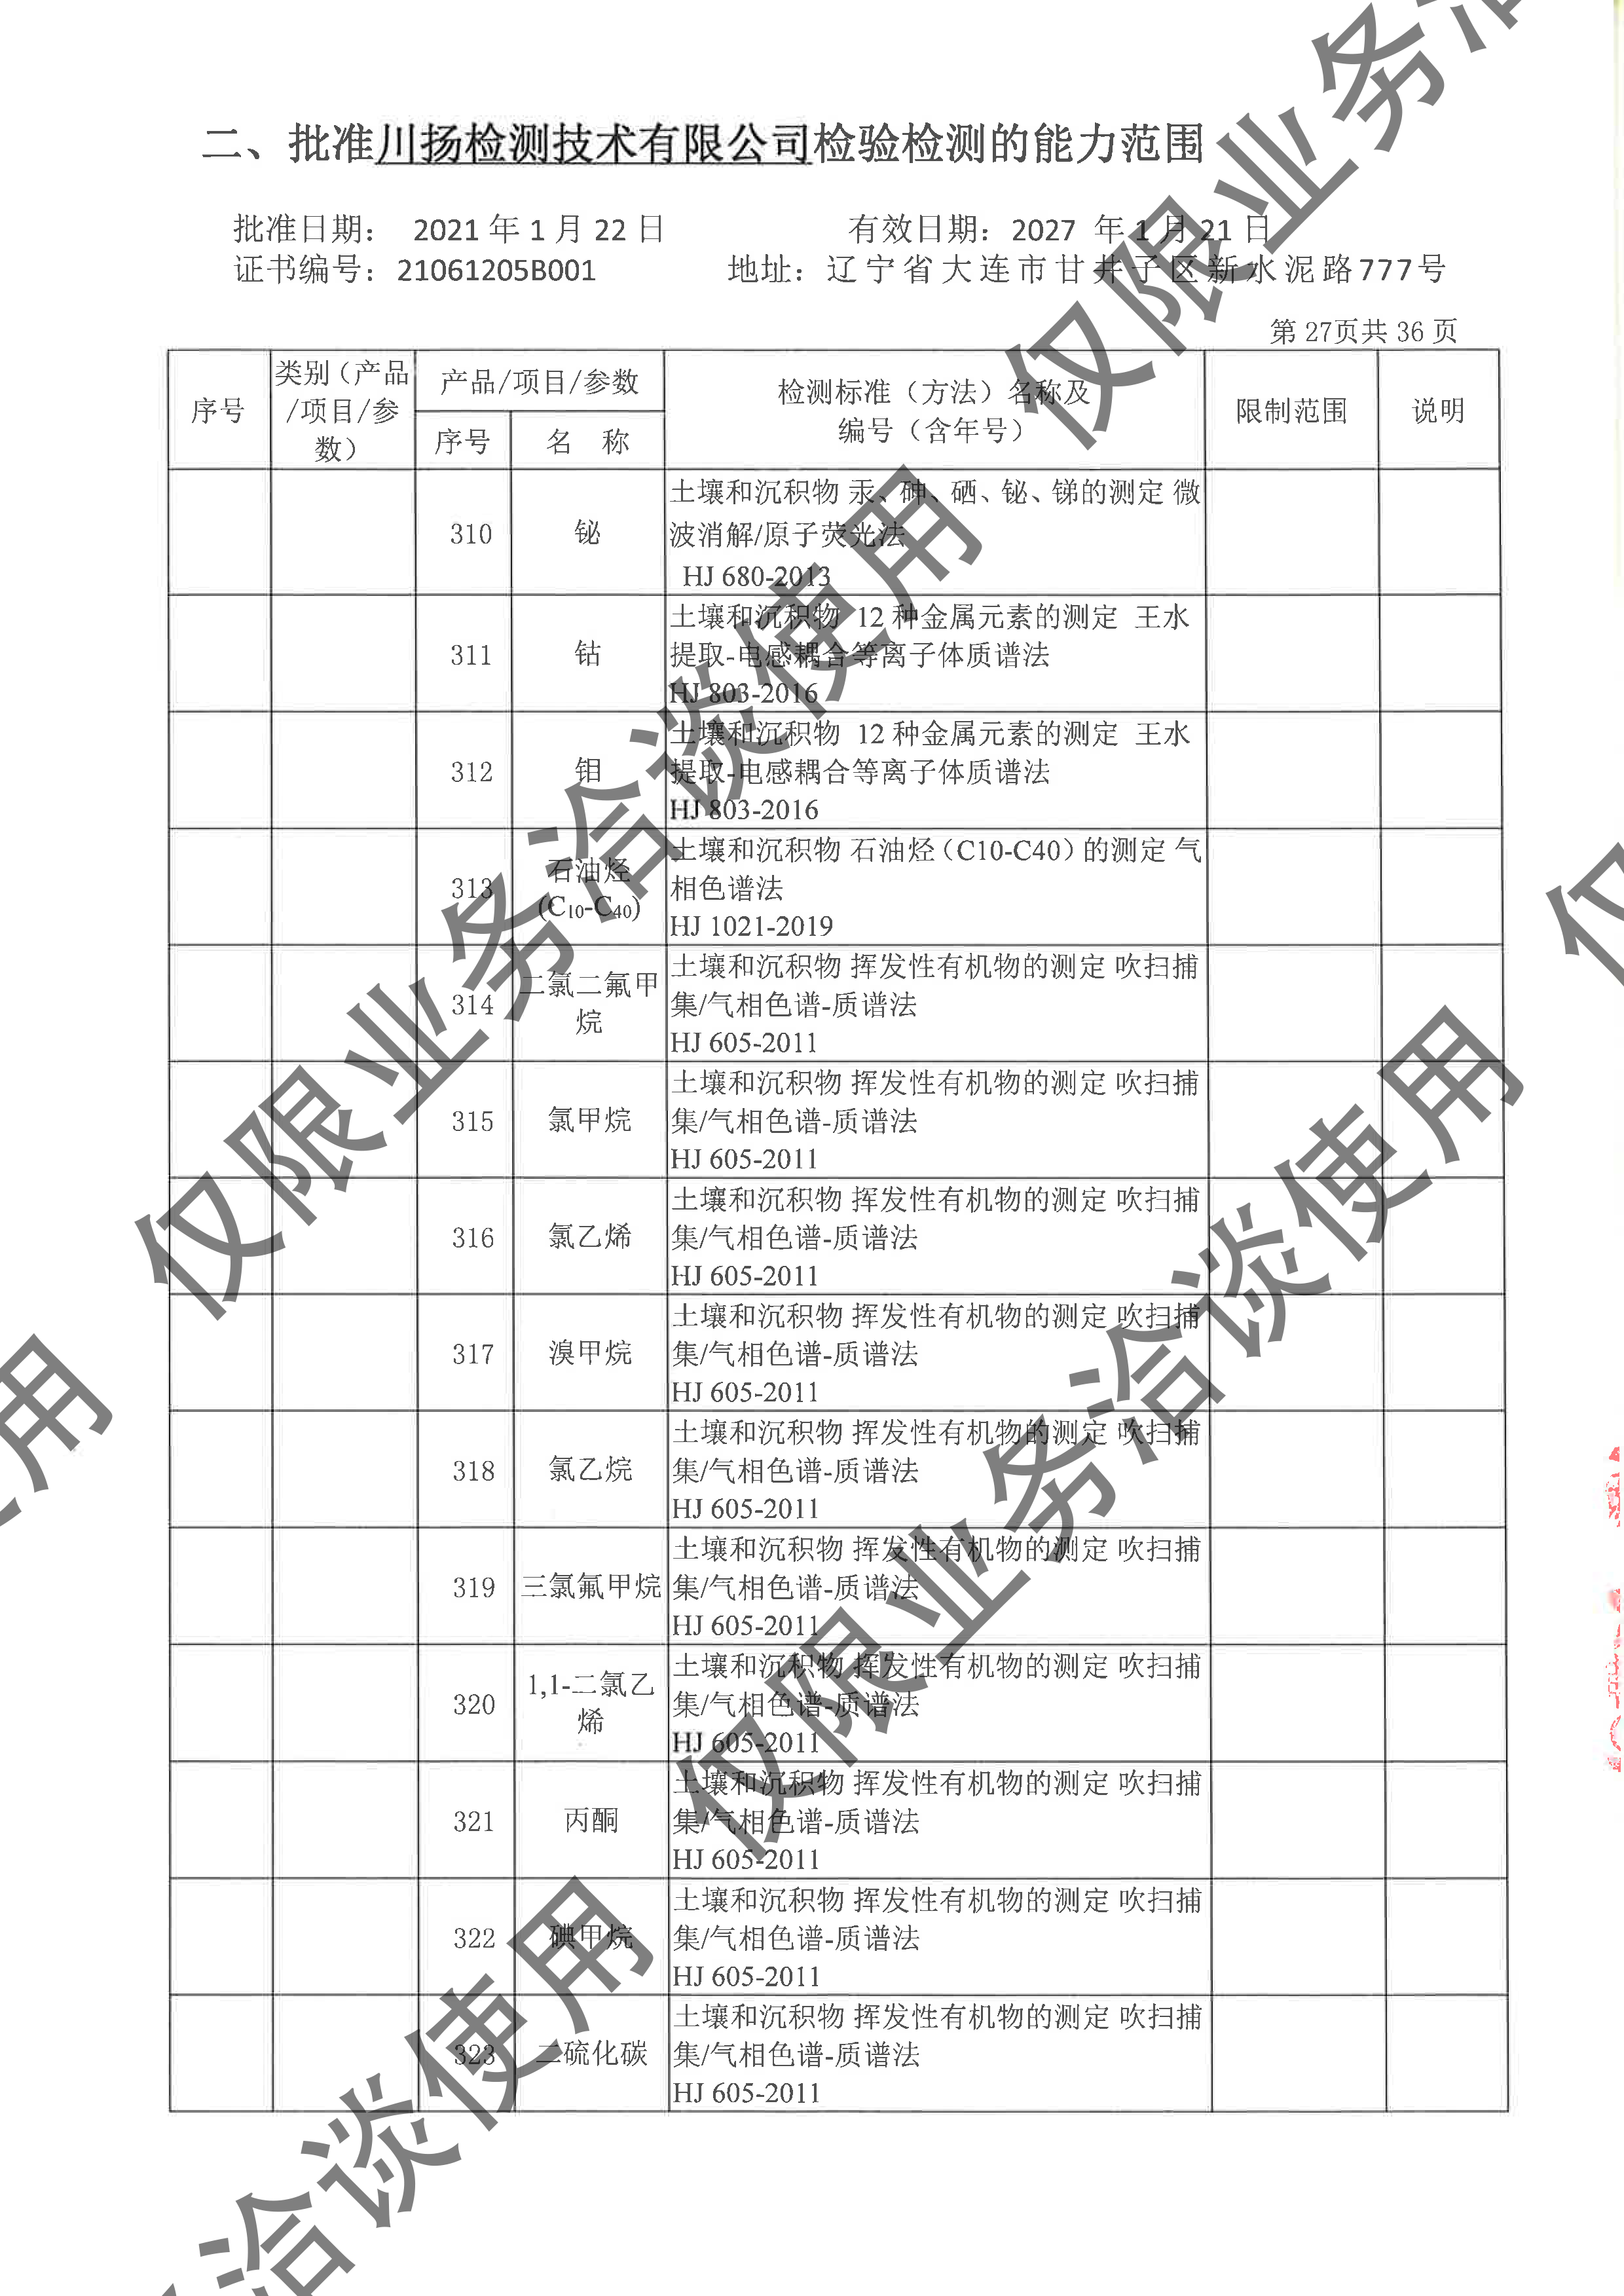 二、批准川扬检测技术有限公司检验检测的能力范围
批准日期： 2021 年 1 月 22 日 有效日期：2027 年 1 月 21 日
证书编号：21061205B001 地址：辽宁省大连市甘井子区新水泥路777号
第 27页共 36 页
序号 类别（产品/项目/参数） 产品/项目/参数 检测标准（方法）名称及编号（含年号） 限制范围 说明
序号 名 称
310 铋 土壤和沉积物 汞、砷、硒、铋、锑的测定 微
波消解/原子荧光法
HJ 680-2013
311 钴 土壤和沉积物 12 种金属元素的测定 王水
提取-电感耦合等离子体质谱法
HJ 803-2016
312 钼 土壤和沉积物 12 种金属元素的测定 王水
提取-电感耦合等离子体质谱法
HJ 803-2016
313 石油烃(C10-C40) 土壤和沉积物 石油烃（C10-C40）的测定 气
相色谱法
HJ 1021-2019
314 二氯二氟甲烷 土壤和沉积物 挥发性有机物的测定 吹扫捕
集/气相色谱-质谱法
HJ 605-2011
315 氯甲烷 土壤和沉积物 挥发性有机物的测定 吹扫捕
集/气相色谱-质谱法
HJ 605-2011
316 氯乙烯 土壤和沉积物 挥发性有机物的测定 吹扫捕
集/气相色谱-质谱法
HJ 605-2011
317 溴甲烷 土壤和沉积物 挥发性有机物的测定 吹扫捕
集/气相色谱-质谱法
HJ 605-2011
318 氯乙烷 土壤和沉积物 挥发性有机物的测定 吹扫捕
集/气相色谱-质谱法
HJ 605-2011
319 三氯氟甲烷 土壤和沉积物 挥发性有机物的测定 吹扫捕
集/气相色谱-质谱法
HJ 605-2011
320 1,1-二氯乙烯 土壤和沉积物 挥发性有机物的测定 吹扫捕
集/气相色谱-质谱法
HJ 605-2011
321 丙酮 土壤和沉积物 挥发性有机物的测定 吹扫捕
集/气相色谱-质谱法
HJ 605-2011
322 碘甲烷 土壤和沉积物 挥发性有机物的测定 吹扫捕
集/气相色谱-质谱法
HJ 605-2011
323 二硫化碳 土壤和沉积物 挥发性有机物的测定 吹扫捕
集/气相色谱-质谱法
HJ 605-2011
仅限业务洽
仅限业务洽谈使用
仅限业务洽谈使用
洽谈使用
使用
仅